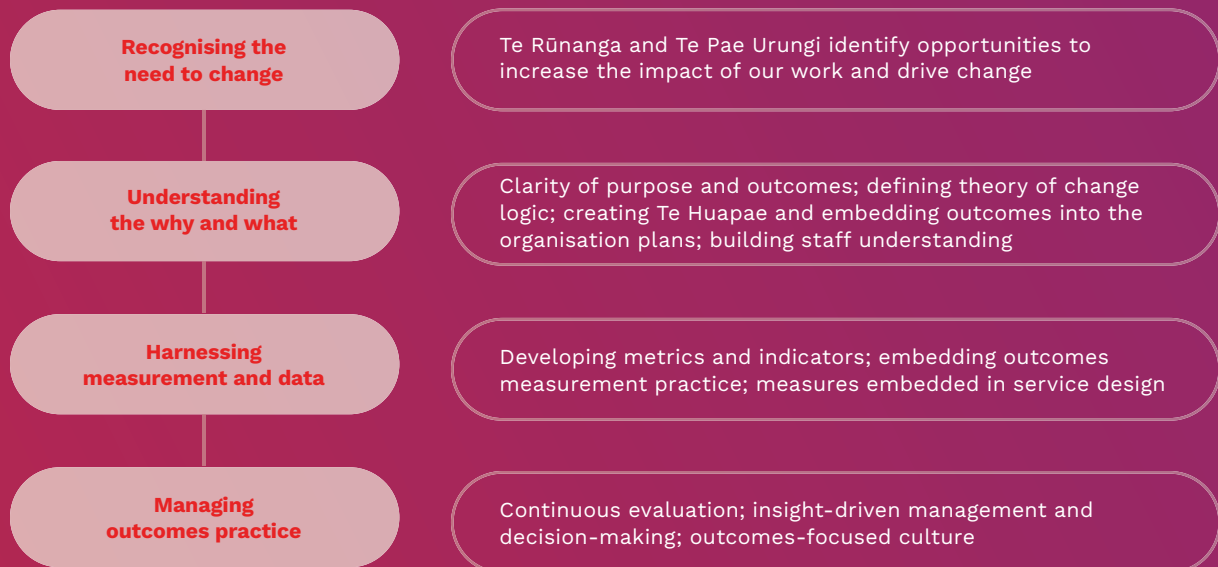 Recognising the
need to change
Te Rūnanga and Te Pae Urungi identify opportunities to
increase the impact of our work and drive change
Understanding
the why and what
Clarity of purpose and outcomes; defining theory of change
logic; creating Te Huapae and embedding outcomes into the
organisation plans; building staff understanding
Harnessing
measurement and data
Developing metrics and indicators; embedding outcomes
measurement practice; measures embedded in service design
Managing
outcomes practice
Continuous evaluation; insight-driven management and
decision-making; outcomes-focused culture